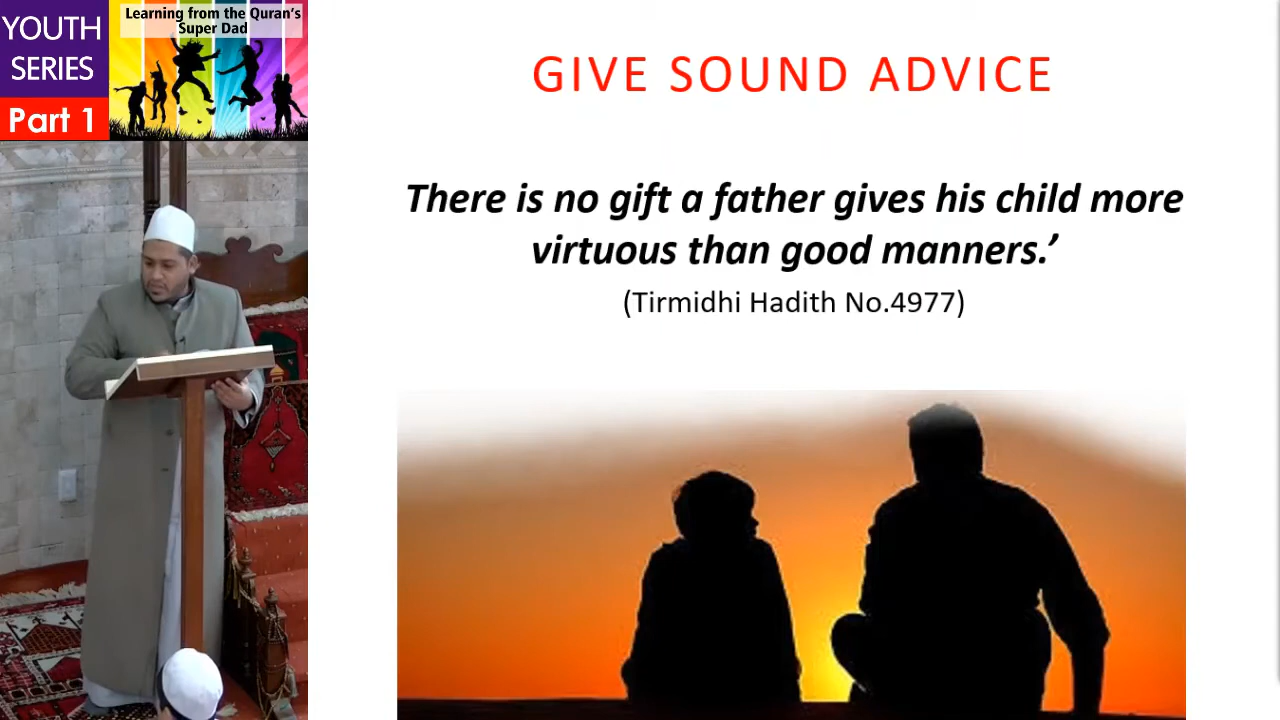 YOUTH
SERIES
Part 1
Learning from the Quran's
Super Dad
GIVE SOUND ADVICE
There is no gift a father gives his child more
virtuous than good manners.’
(Tirmidhi Hadith No.4977)